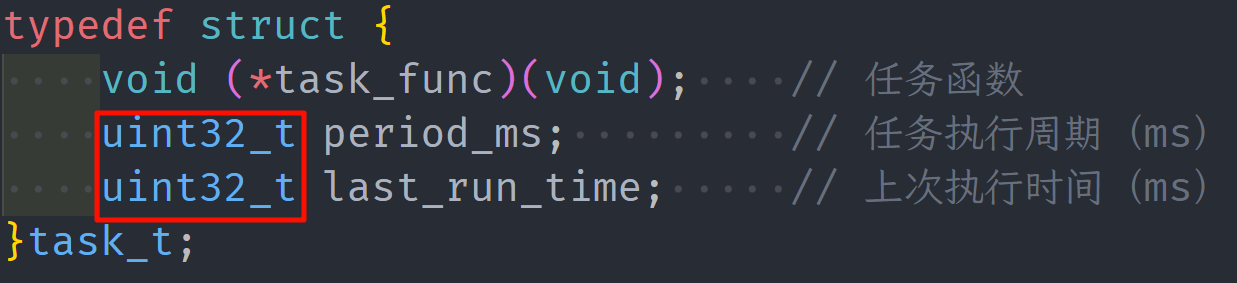 typedef struct {
    void (*task_func)(void);    // 任务函数
    uint32_t period_ms;         // 任务执行周期（ms）
    uint32_t last_run_time;     // 上次执行时间（ms）
}task_t;